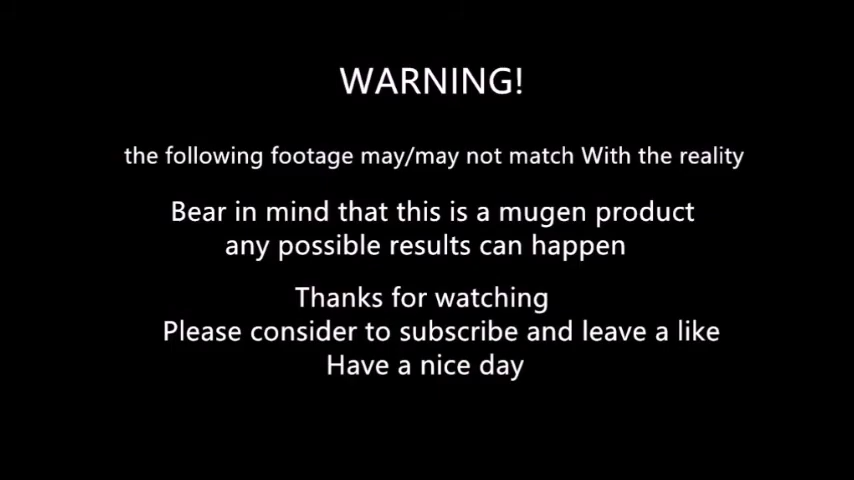 WARNING!
the following footage may/may not match With the reality
Bear in mind that this is a mugen product
any possible results can happen
Thanks for watching
Please consider to subscribe and leave a like
Have a nice day